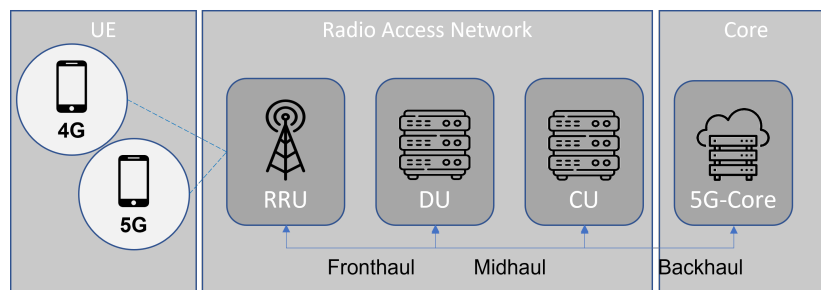 UE
Radio Access Network
Core
4G
5G
RRU
DU
CU
5G-Core
Fronthaul
Midhaul
Backhaul